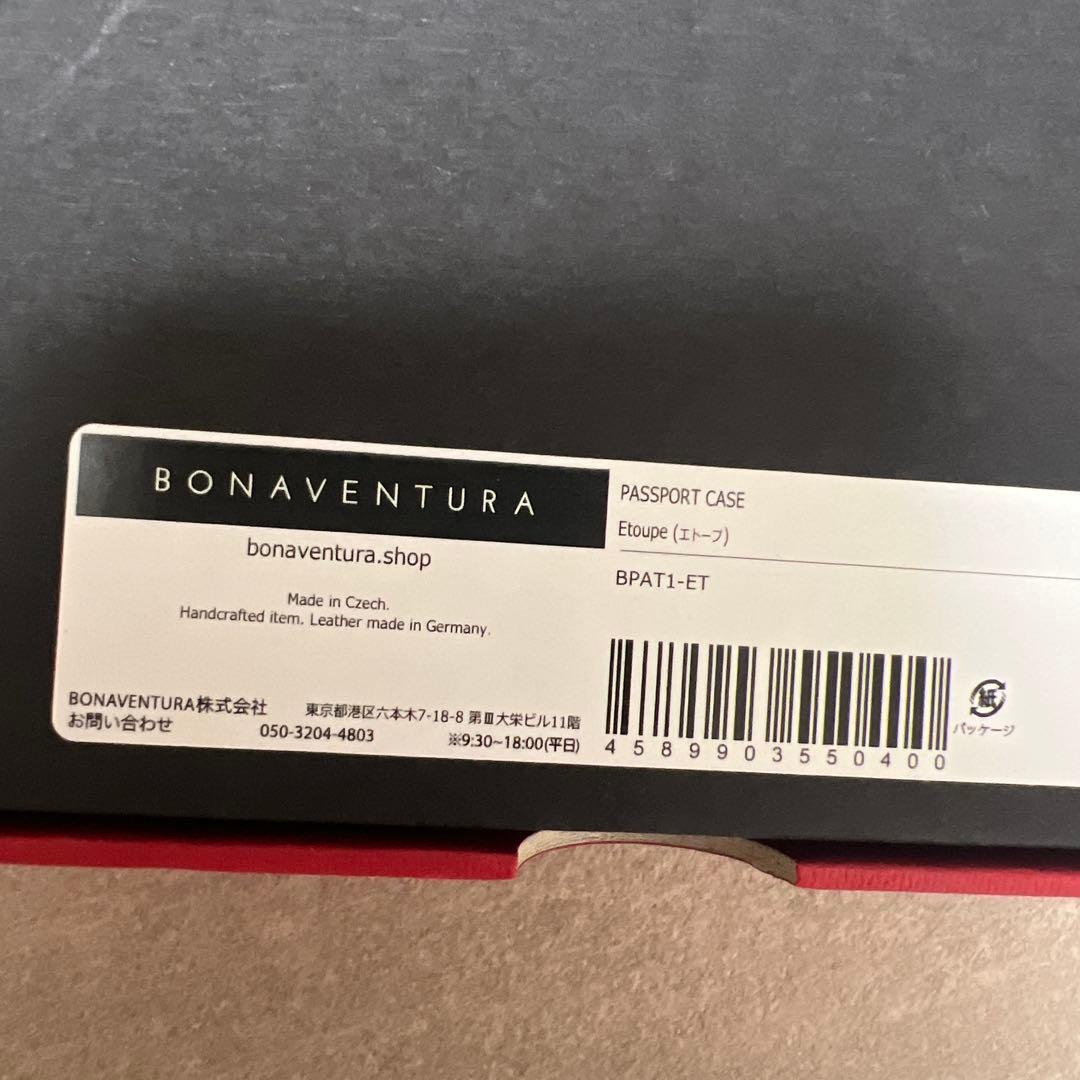 BONAVENTURA
bonaventura.shop
Made in Czech.
Handcrafted item. Leather made in Germany.
BONAVENTURA株式会社 東京都港区六本木7-18-8 第Ⅲ大栄ビル11階
お問い合わせ 050-3204-4803 ※9:30~18:00(平日)
PASSPORT CASE
Etoupe (エトープ)
BPAT1-ET
4589903550400
紙
パッケージ